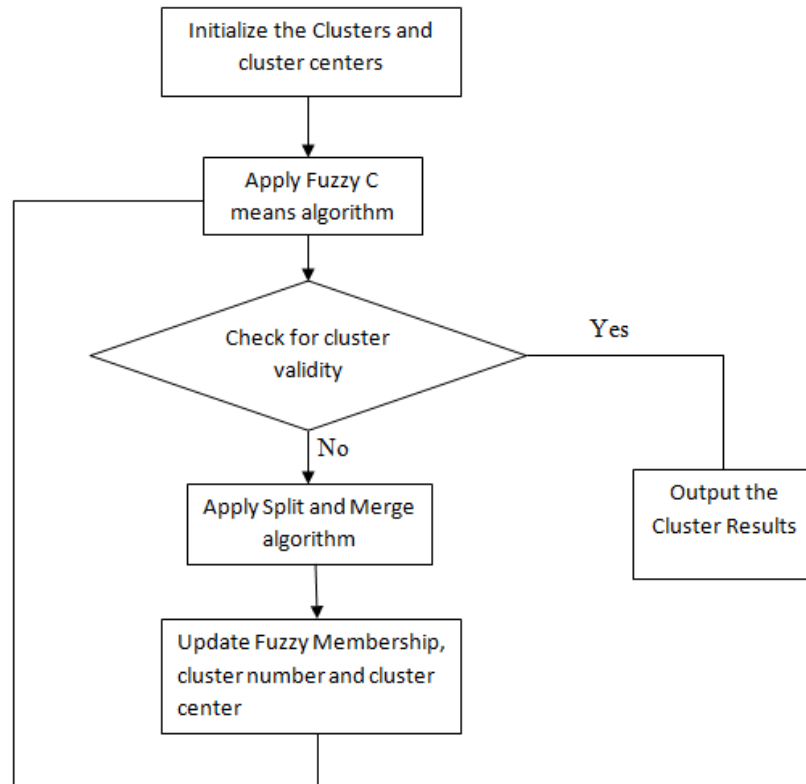 Initialize the Clusters and
cluster centers
Apply Fuzzy C
means algorithm
Check for cluster
validity
Yes
No
Apply Split and Merge
algorithm
Output the
Cluster Results
Update Fuzzy Membership,
cluster number and cluster
center